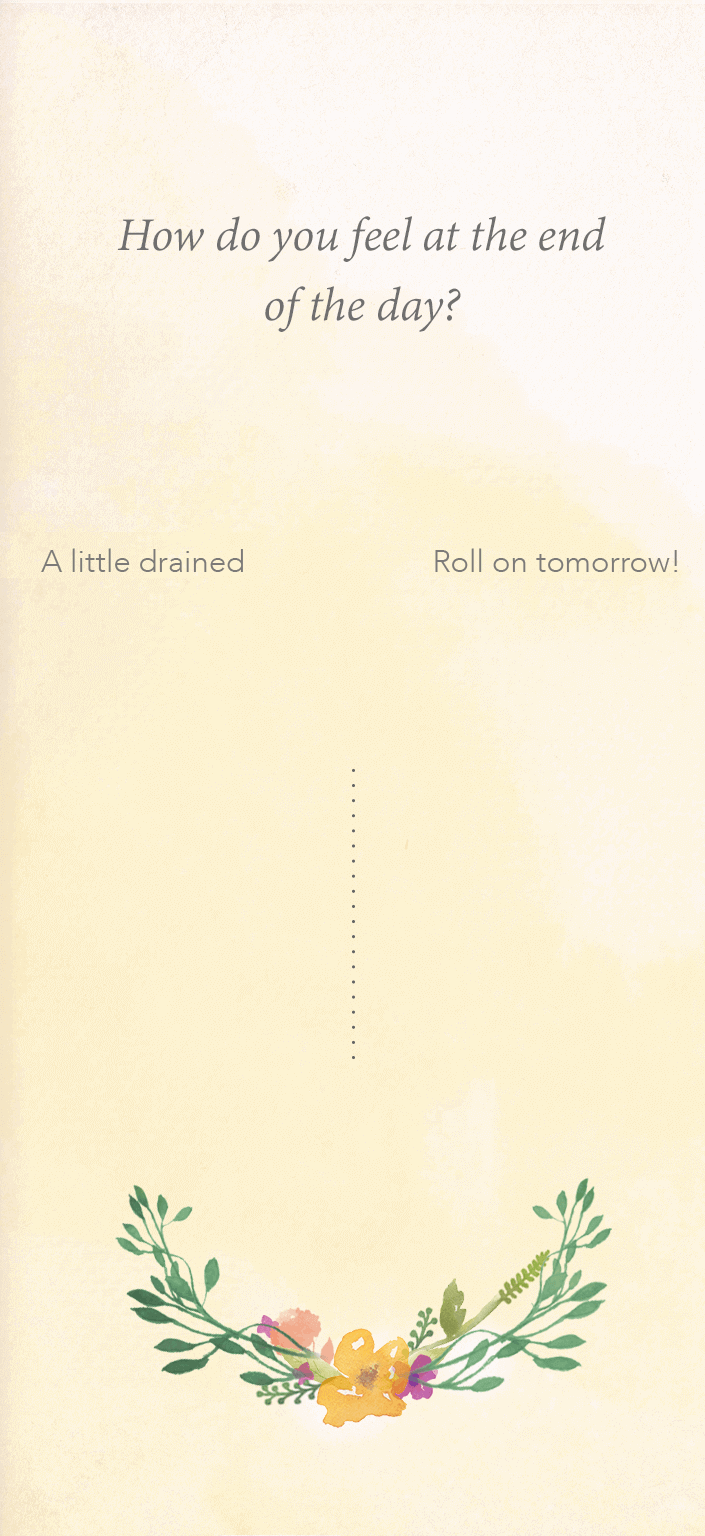 How do you feel at the end
of the day?
A little drained
Roll on tomorrow!